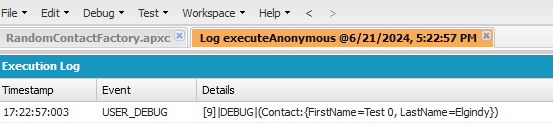 File ▾ Edit ▾ Debug ▾ Test ▾ Workspace ▾ Help ▾ < >
RandomContactFactory.apxc Log executeAnonymous @6/21/2024, 5:22:57 PM
Execution Log
Timestamp Event Details
17:22:57:003 USER_DEBUG [9]|DEBUG|(Contact:{FirstName=Test 0, LastName=Elgindy})